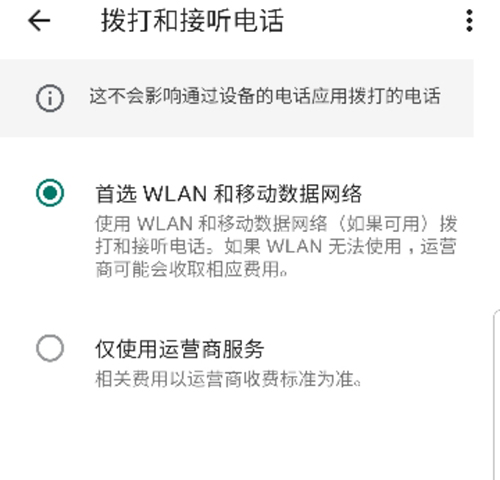 拨打和接听电话
这不会影响通过设备的电话应用拨打的电话
首选 WLAN 和移动数据网络
使用 WLAN 和移动数据网络（如果可用）拨
打和接听电话。如果 WLAN 无法使用，运营
商可能会收取相应费用。
仅使用运营商服务
相关费用以运营商收费标准为准。